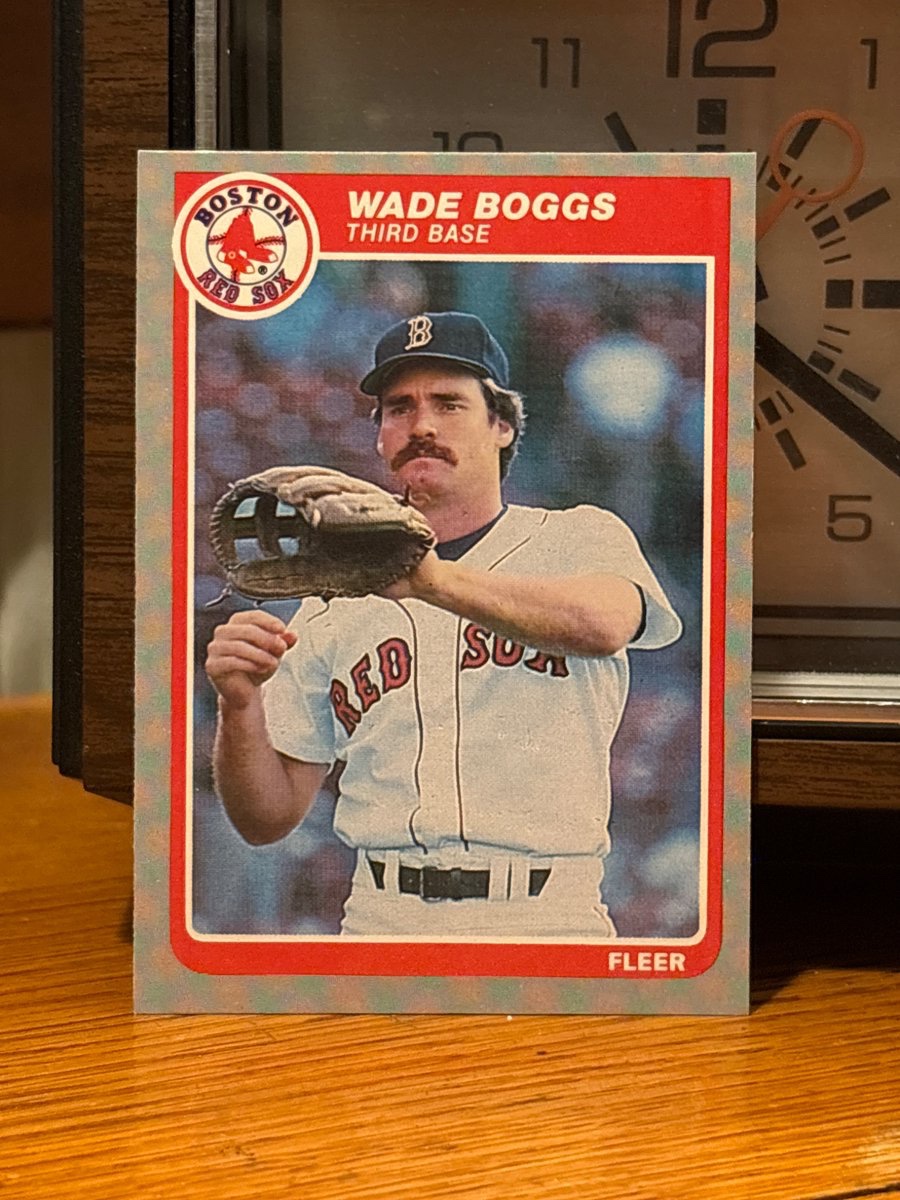 11
12
1
10
BOSTON
RED SOX
®
WADE BOGGS
THIRD BASE
B
RED SOX
5
FLEER